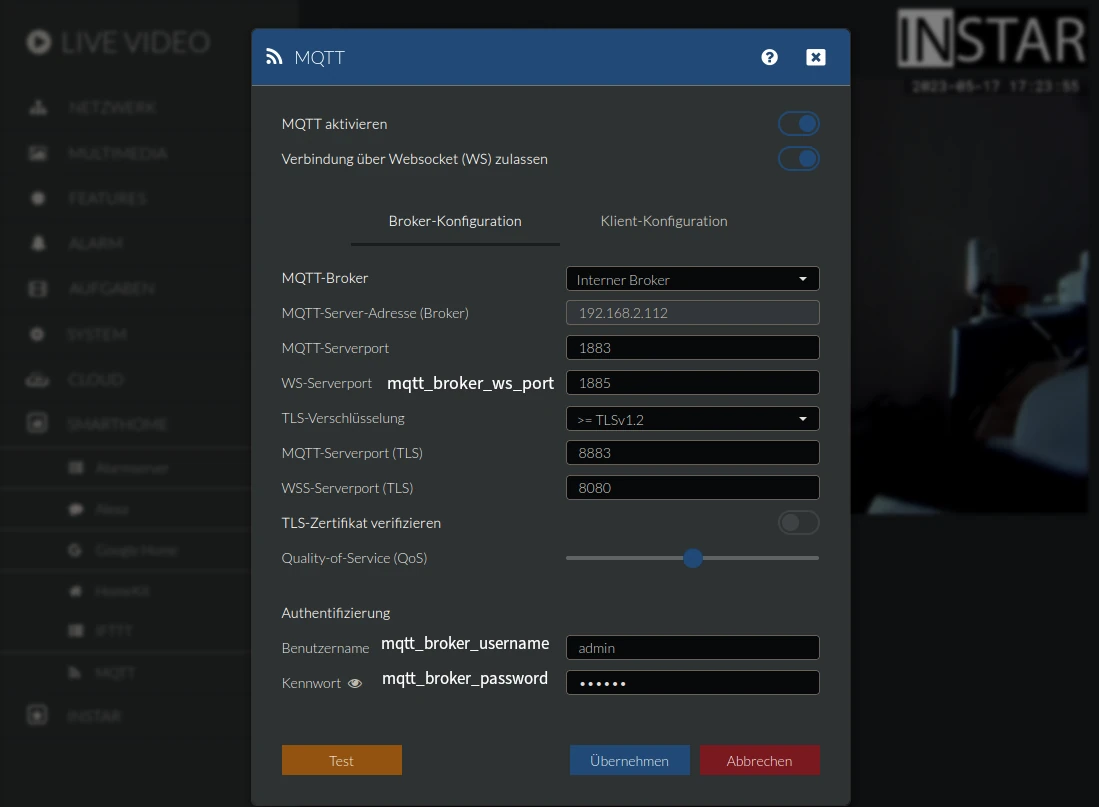 LIVE VIDEO
NETZWERK
MULTIMEDIA
FEATURES
ALARM
AUFGABEN
SYSTEM
CLOUD
SMARTHOME
Alarmserver
Alexa
Google Home
HomeKit
IFTTT
MQTT
INSTAR
INSTAR
2023-05-17 17:23:55
MQTT
MQTT aktivieren
Verbindung über Websocket (WS) zulassen
Broker-Konfiguration Klient-Konfiguration
MQTT-Broker Interner Broker
MQTT-Server-Adresse (Broker) 192.168.2.112
MQTT-Serverport 1883
WS-Serverport mqtt_broker_ws_port 1885
TLS-Verschlüsselung >= TLSv1.2
MQTT-Serverport (TLS) 8883
WSS-Serverport (TLS) 8080
TLS-Zertifikat verifizieren
Quality-of-Service (QoS)
Authentifizierung
Benutzername mqtt_broker_username admin
Kennwort mqtt_broker_password ••••••
Test Übernehmen Abbrechen